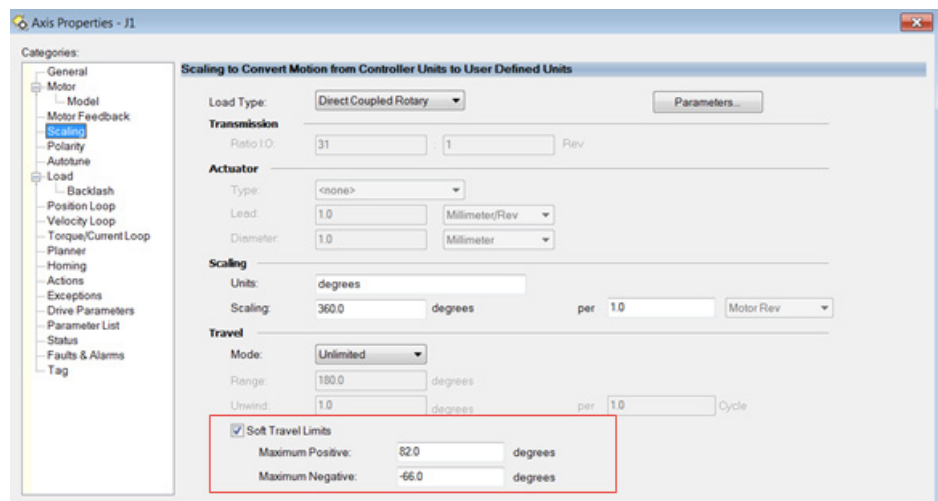 Axis Properties - J1
Categories:
General
Motor
Model
Motor Feedback
Scaling
Polarity
Autotune
Load
Backlash
Position Loop
Velocity Loop
Torque/Current Loop
Planner
Homing
Actions
Exceptions
Drive Parameters
Parameter List
Status
Faults & Alarms
Tag
Scaling to Convert Motion from Controller Units to User Defined Units
Load Type: Direct Coupled Rotary Parameters...
Transmission
Ratio I:O: 31 : 1 Rev
Actuator
Type: <none>
Lead: 1.0 Millimeter/Rev
Diameter: 1.0 Millimeter
Scaling
Units: degrees
Scaling: 360.0 degrees per 1.0 Motor Rev
Travel
Mode: Unlimited
Range: 180.0 degrees
Unwind: 1.0 degrees per 1.0 Cycle
Soft Travel Limits
Maximum Positive: 82.0 degrees
Maximum Negative: -66.0 degrees